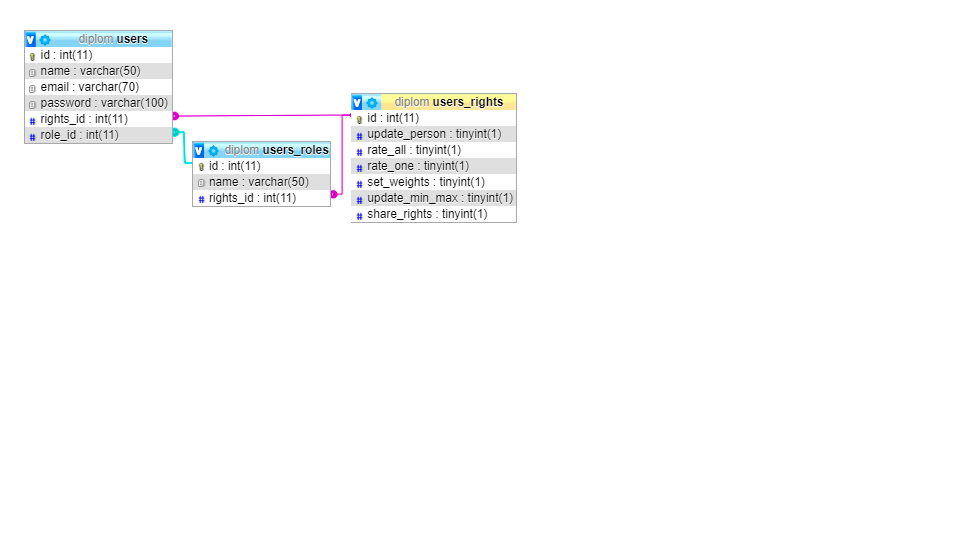 diplom users
id : int(11)
name : varchar(50)
email : varchar(70)
password : varchar(100)
rights_id : int(11)
role_id : int(11)
diplom users_roles
id : int(11)
name : varchar(50)
rights_id : int(11)
diplom users_rights
id : int(11)
update_person : tinyint(1)
rate_all : tinyint(1)
rate_one : tinyint(1)
set_weights : tinyint(1)
update_min_max : tinyint(1)
share_rights : tinyint(1)